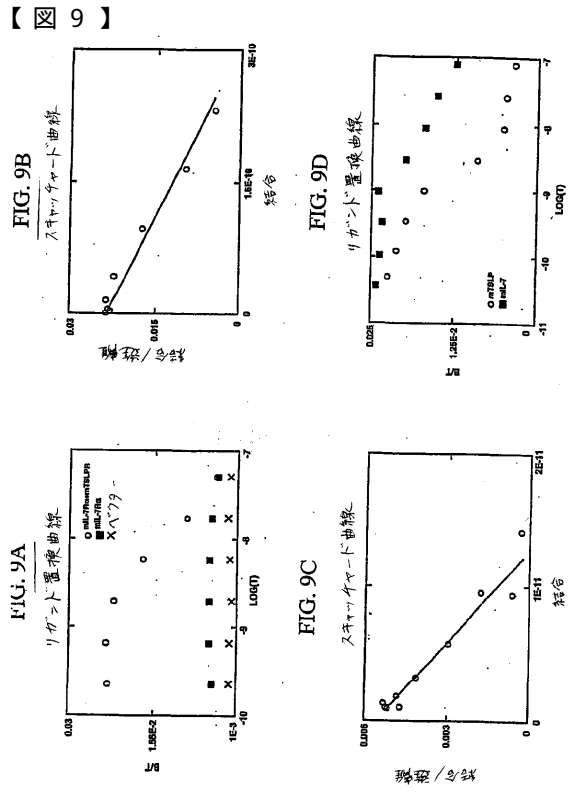 【図9】
FIG. 9A
リガンド置換曲線
0.03
1.55E-2
1E-3
B/T
-10
-9
-8
-7
LOG(T)
mIL-7Rα+mTSLPR
mIL-7Rα
ベクター
FIG. 9B
スキャッチャード曲線
0.03
0.015
0
結合/遊離
0
1.5E-10
3E-10
結合
FIG. 9C
スキャッチャード曲線
0.006
0.003
0
結合/遊離
0
1E-11
2E-11
結合
FIG. 9D
リガンド置換曲線
0.025
1.25E-2
0
B/T
-11
-10
-9
-8
-7
LOG(T)
mTSLP
mIL-7